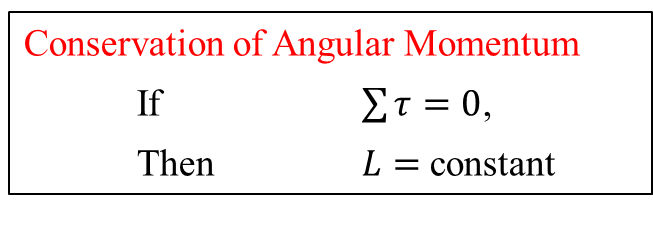 Conservation of Angular Momentum
If ∑τ = 0,
Then L = constant